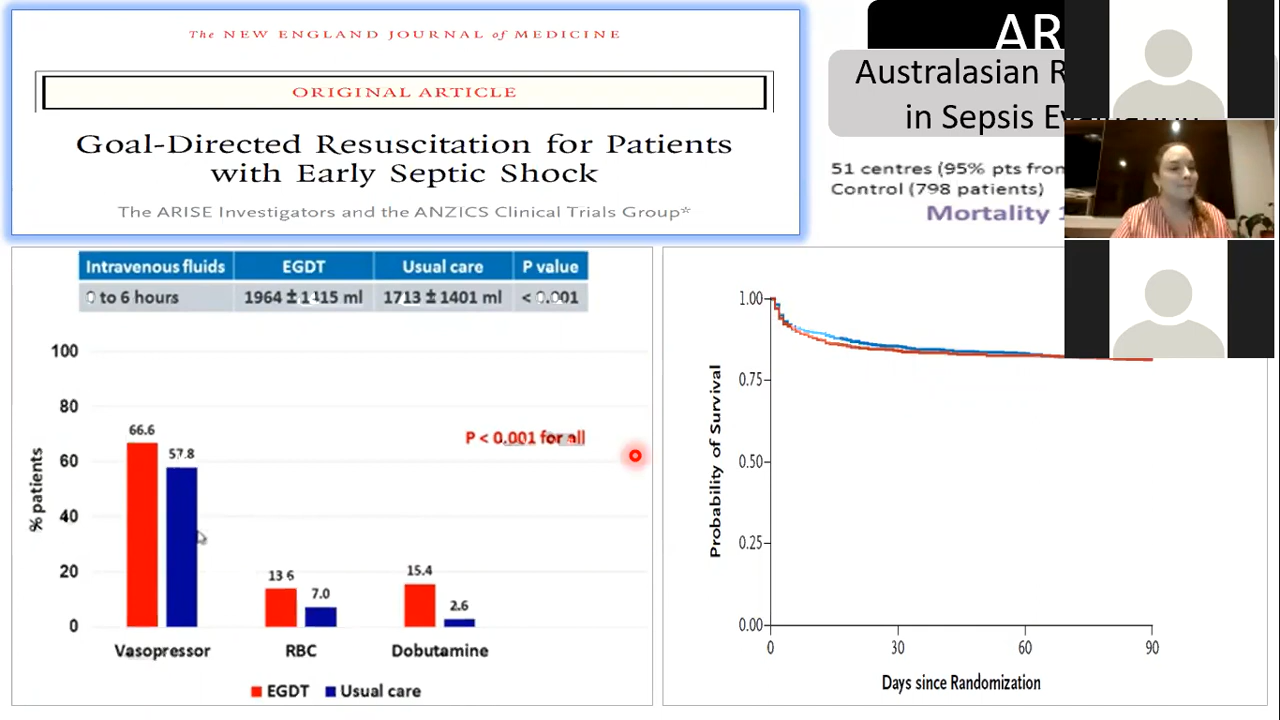 The NEW ENGLAND JOURNAL of MEDICINE
ORIGINAL ARTICLE
Goal-Directed Resuscitation for Patients
with Early Septic Shock
The ARISE Investigators and the ANZICS Clinical Trials Group*
AR
Australasian R
in Sepsis Ev
51 centres (95% pts from
Control (798 patients)
Mortality 1
Intravenous fluids EGDT Usual care P value
0 to 6 hours 1964 ± 1415 ml 1713 ± 1401 ml < 0.001
100
80
60
40
20
0
% patients
66.6
57.8
13 6
7.0
15.4
2.6
P < 0.001 for all
Vasopressor RBC Dobutamine
EGDT Usual care
1.00
0.75
0.50
0.25
0.00
Probability of Survival
0 30 60 90
Days since Randomization